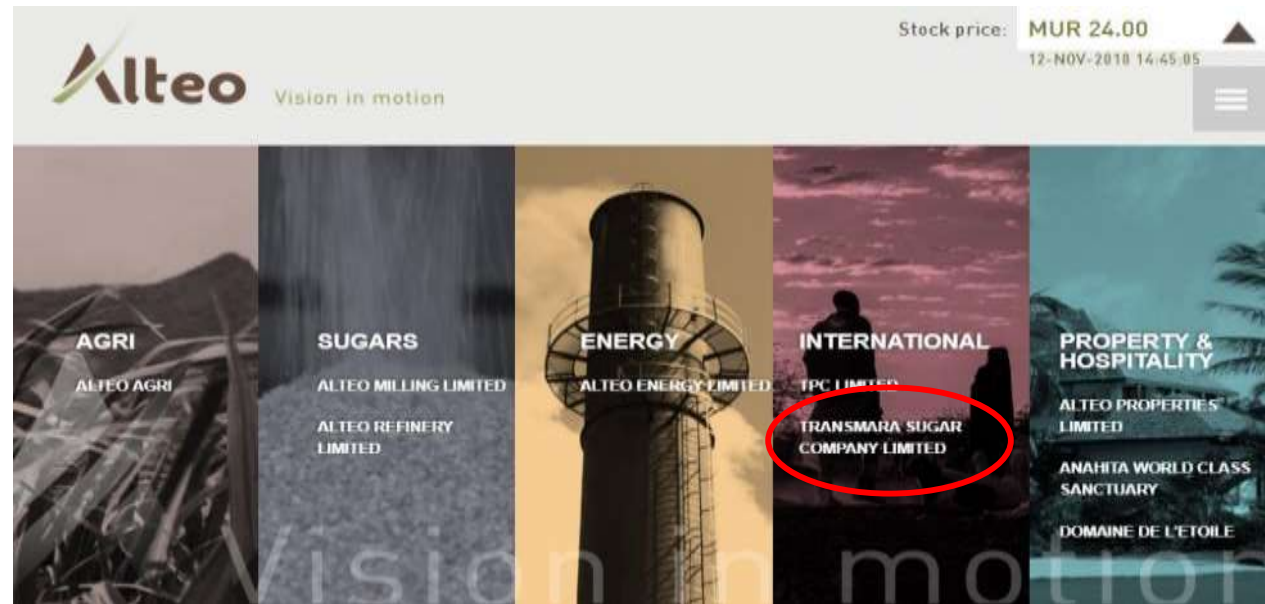 Stock price: MUR 24.00
12-NOV-2018 14:45:05
Alteo Vision in motion
AGRI
ALTEO AGRI
SUGARS
ALTEO MILLING LIMITED
ALTEO REFINERY
LIMITED
ENERGY
ALTEO ENERGY LIMITED
INTERNATIONAL
TPC LIMITED
TRANSMARA SUGAR
COMPANY LIMITED
PROPERTY &
HOSPITALITY
ALTEO PROPERTIES
LIMITED
ANAHITA WORLD CLASS
SANCTUARY
DOMAINE DE L'ETOILE
Vision in motion